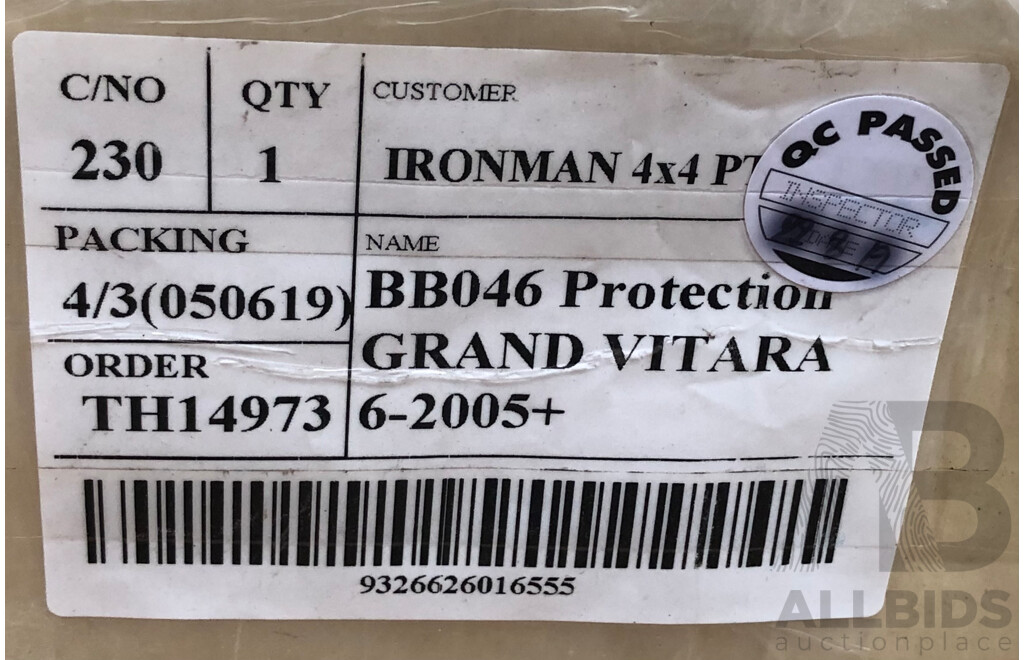 C/NO QTY CUSTOMER
230 1 IRONMAN 4x4 PT
PACKING NAME
4/3(050619) BB046 Protection
GRAND VITARA
ORDER
TH14973 6-2005+
9326626016555
QC PASSED
INSPECTOR
ALLBIDS
auctionplace